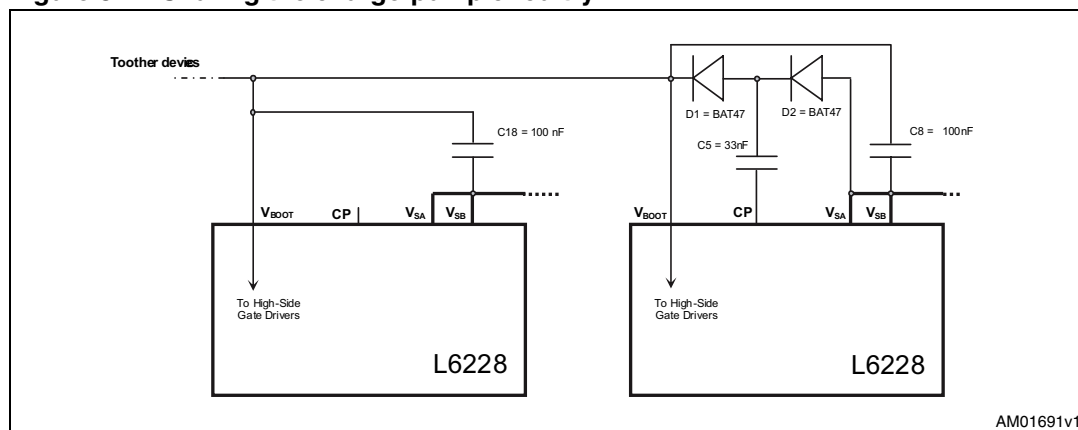 Toother devies
D1 = BAT47
D2 = BAT47
C18 = 100 nF
C5 = 33nF
C8 = 100nF
VBOOT
CP
VSA
VSB
VBOOT
CP
VSA
VSB
To High-Side
Gate Drivers
To High-Side
Gate Drivers
L6228
L6228
AM01691v1